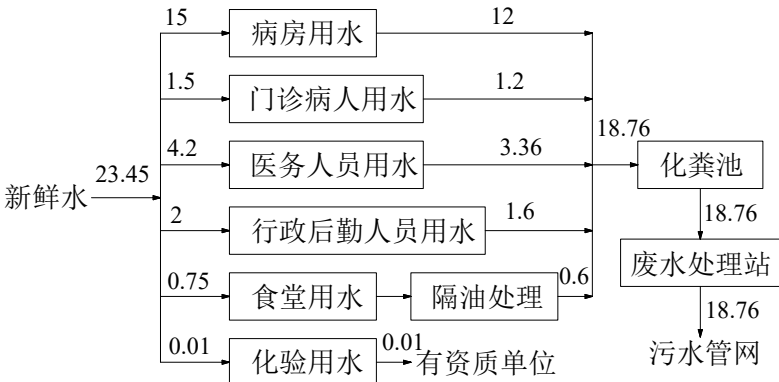 15 病房用水 12
1.5 门诊病人用水 1.2
4.2 医务人员用水 3.36 18.76 化粪池
新鲜水 23.45
2 行政后勤人员用水 1.6 18.76
废水处理站
0.75 食堂用水 隔油处理 0.6
18.76
0.01 化验用水 0.01 有资质单位 污水管网